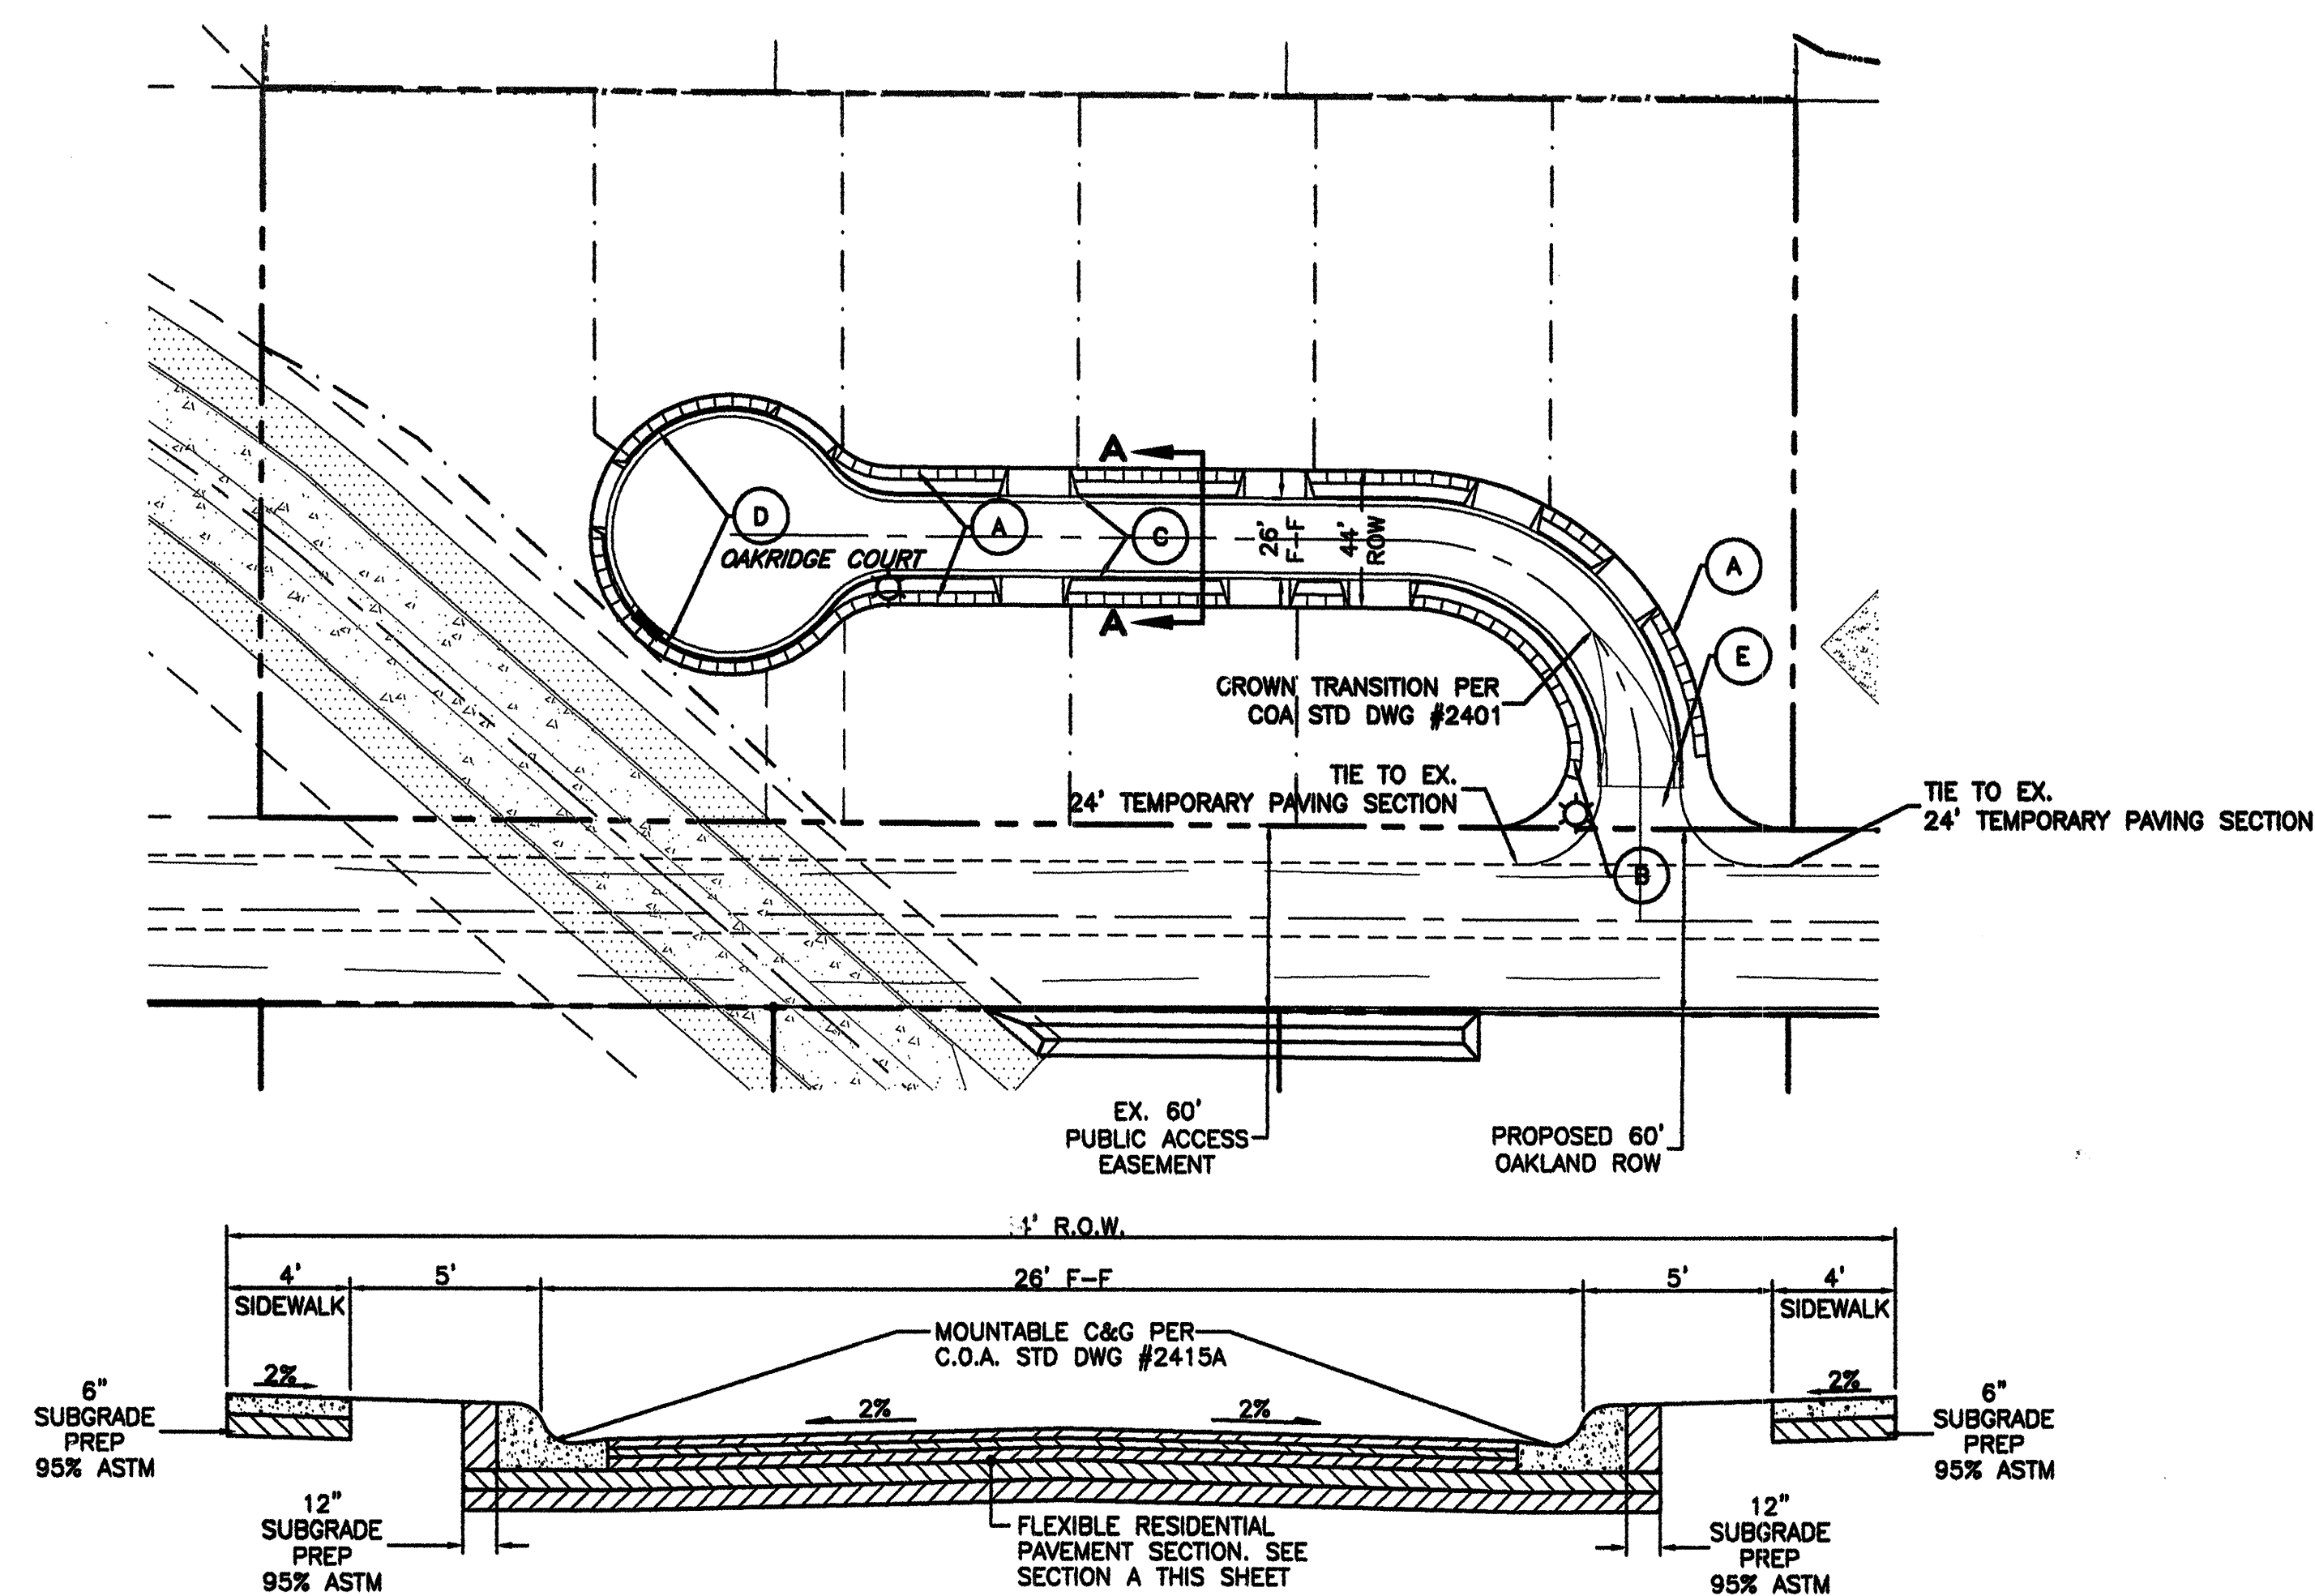 A
D
A
C
OAKRIDGE COURT
26'
F-F
44'
ROW
A
A
E
CROWN TRANSITION PER
COA STD DWG #2401
TIE TO EX.
24' TEMPORARY PAVING SECTION
TIE TO EX.
24' TEMPORARY PAVING SECTION
B
EX. 60'
PUBLIC ACCESS
EASEMENT
PROPOSED 60'
OAKLAND ROW
R.O.W.
4'
5'
26' F-F
5'
4'
SIDEWALK
SIDEWALK
MOUNTABLE C&G PER
C.O.A. STD DWG #2415A
2%
2%
2%
2%
6"
SUBGRADE
PREP
95% ASTM
6"
SUBGRADE
PREP
95% ASTM
12"
SUBGRADE
PREP
95% ASTM
FLEXIBLE RESIDENTIAL
PAVEMENT SECTION. SEE
SECTION A THIS SHEET
12"
SUBGRADE
PREP
95% ASTM